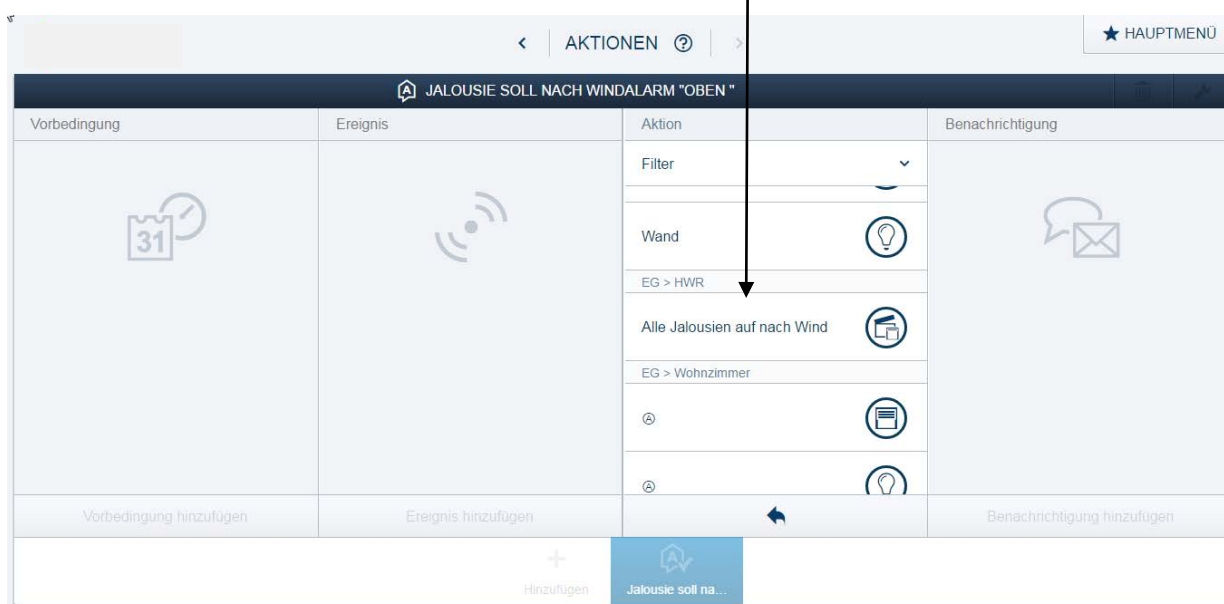 AKTIONEN
HAUPTMENÜ
JALOUSIE SOLL NACH WINDALARM "OBEN "
Vorbedingung
Ereignis
Aktion
Benachrichtigung
Filter
31
Wand
EG > HWR
Alle Jalousien auf nach Wind
EG > Wohnzimmer
Ⓐ
Ⓐ
Vorbedingung hinzufügen
Ereignis hinzufügen
Benachrichtigung hinzufügen
Hinzufügen
Jalousie soll na...